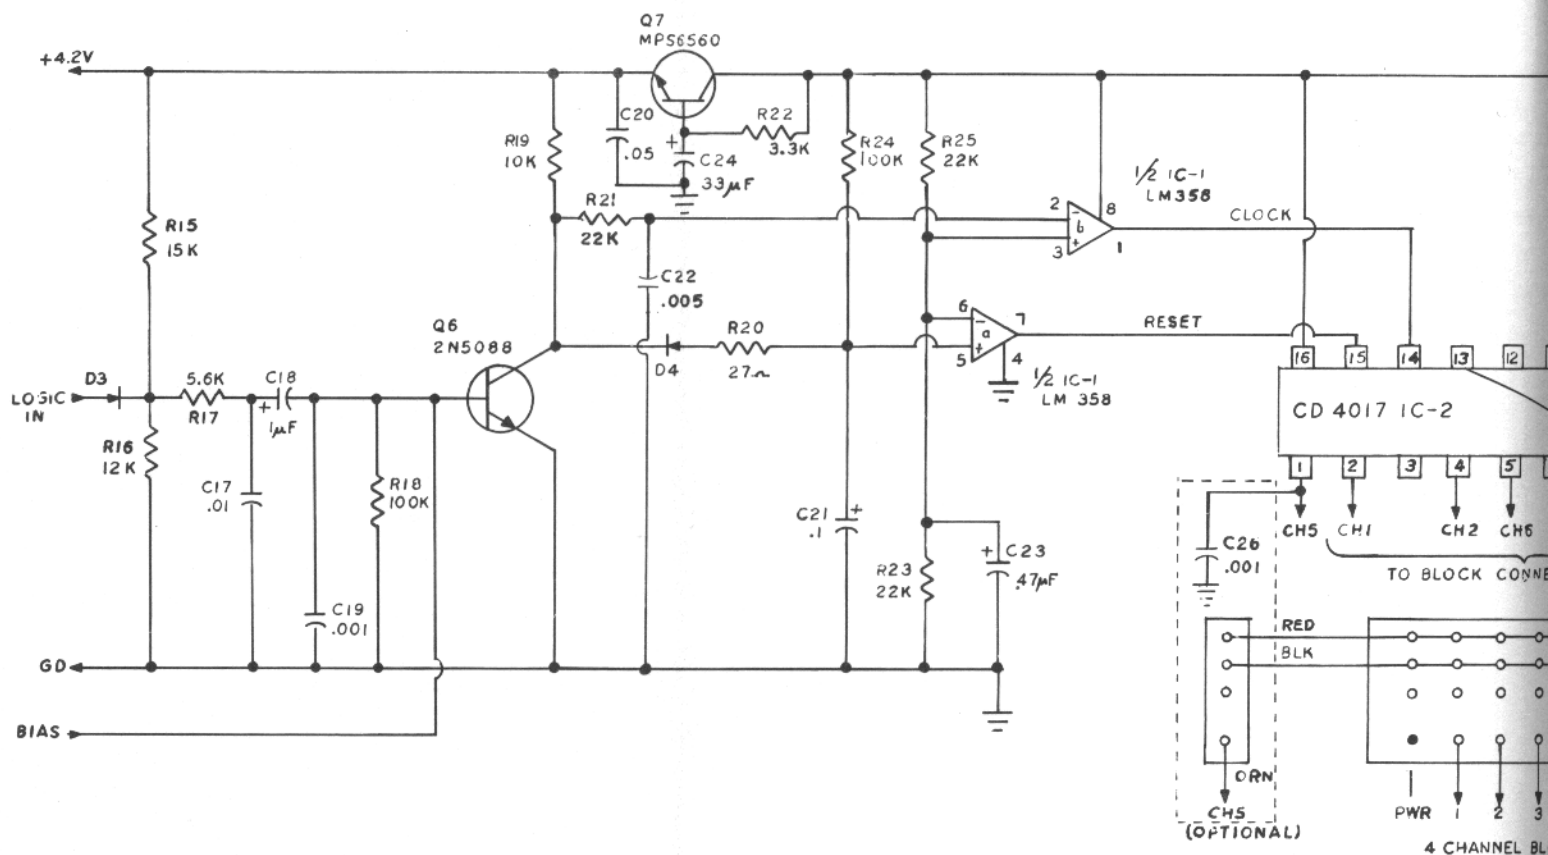 Q7
MPS6560
+4.2V
C20
.05
R22
3.3K
R19
10K
C24
33µF
R24
100K
R25
22K
1/2 IC-1
LM358
R21
22K
2
8
CLOCK
- b +
3
1
R15
15K
C22
.005
6
7
RESET
- a +
5
4
Q6
2N5088
R20
27Ω
D4
1/2 IC-1
LM 358
16
15
14
13
12
D3
5.6K
C18
LOGIC
IN
R17
+
1µF
CD 4017 IC-2
R16
12K
1
2
3
4
5
C17
.01
R18
100K
C21
.1
CH5
CH1
CH2
CH6
C26
.001
C23
.47µF
R23
22K
TO BLOCK CONNE
C19
.001
RED
BLK
GD
BIAS
ORN
CH5
PWR
1
2
3
(OPTIONAL)
4 CHANNEL BL